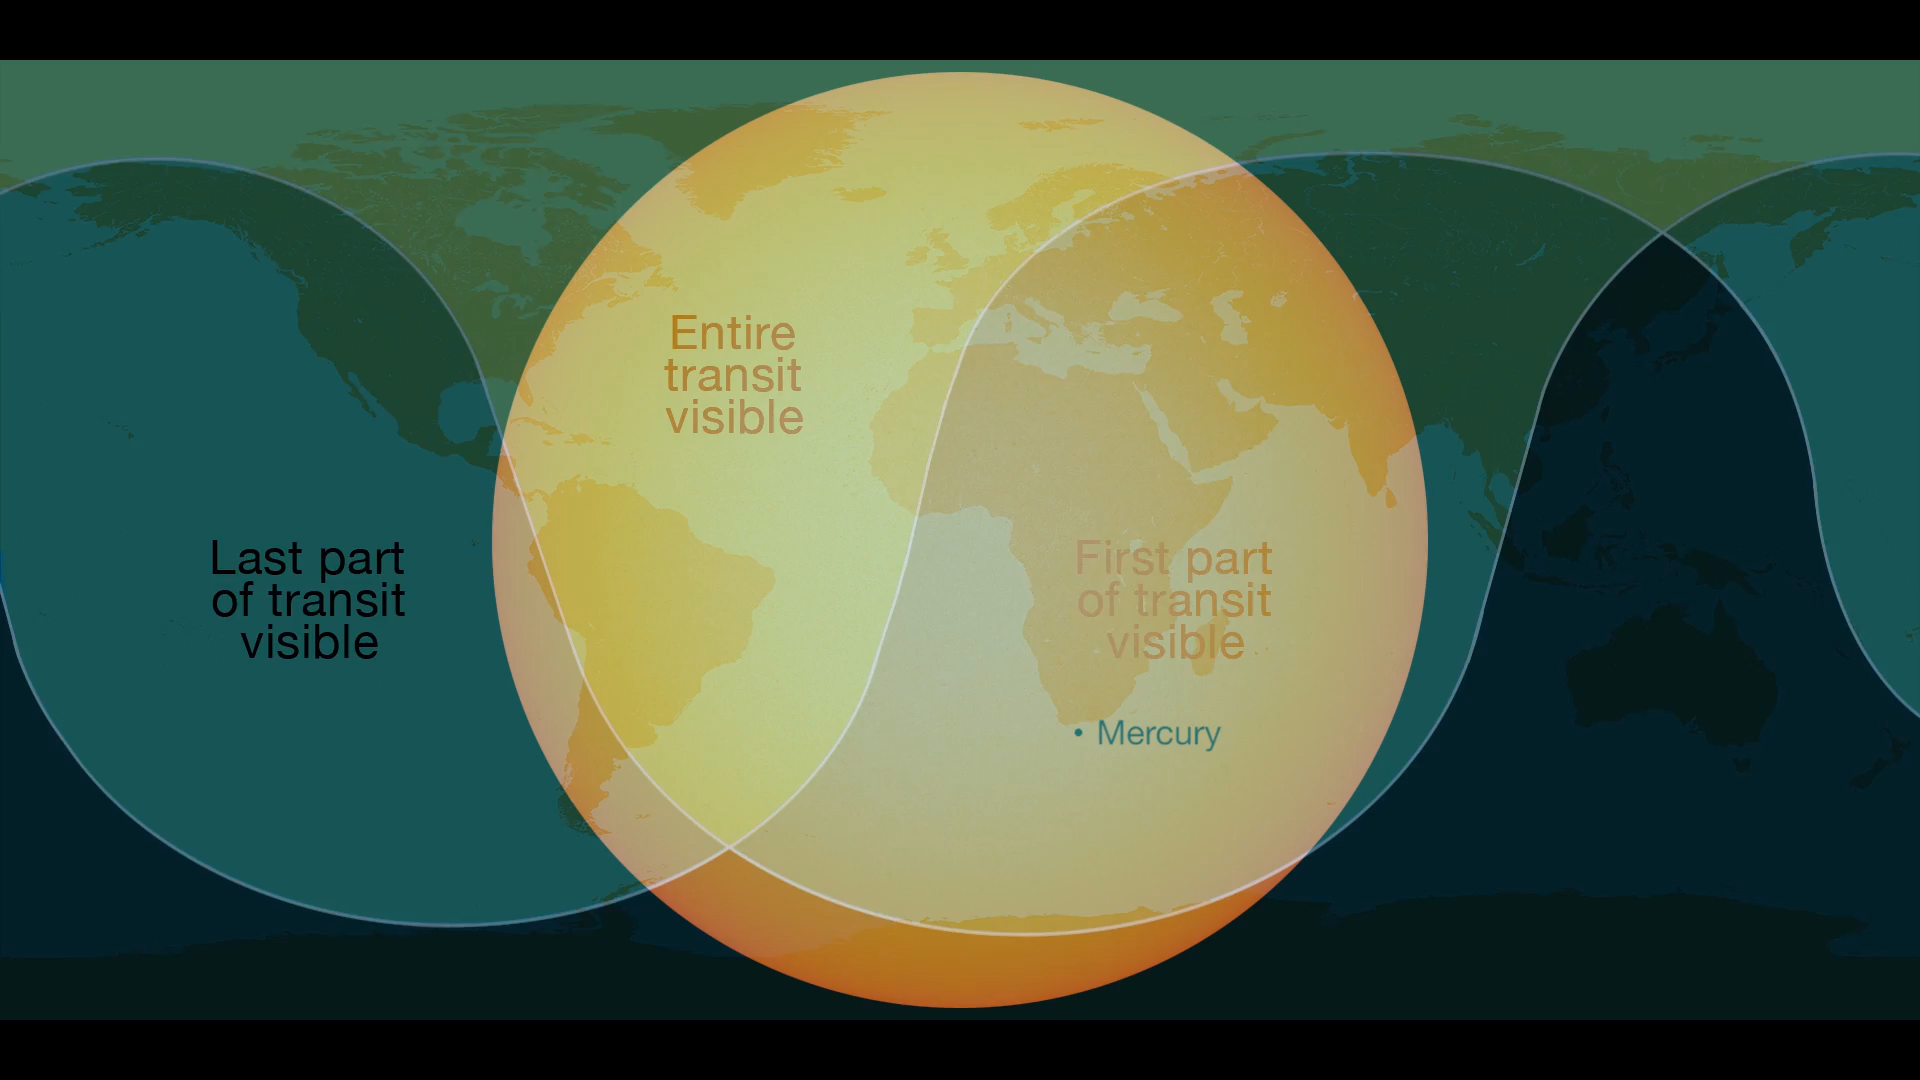 Entire
transit
visible
Last part
of transit
visible
First part
of transit
visible
• Mercury